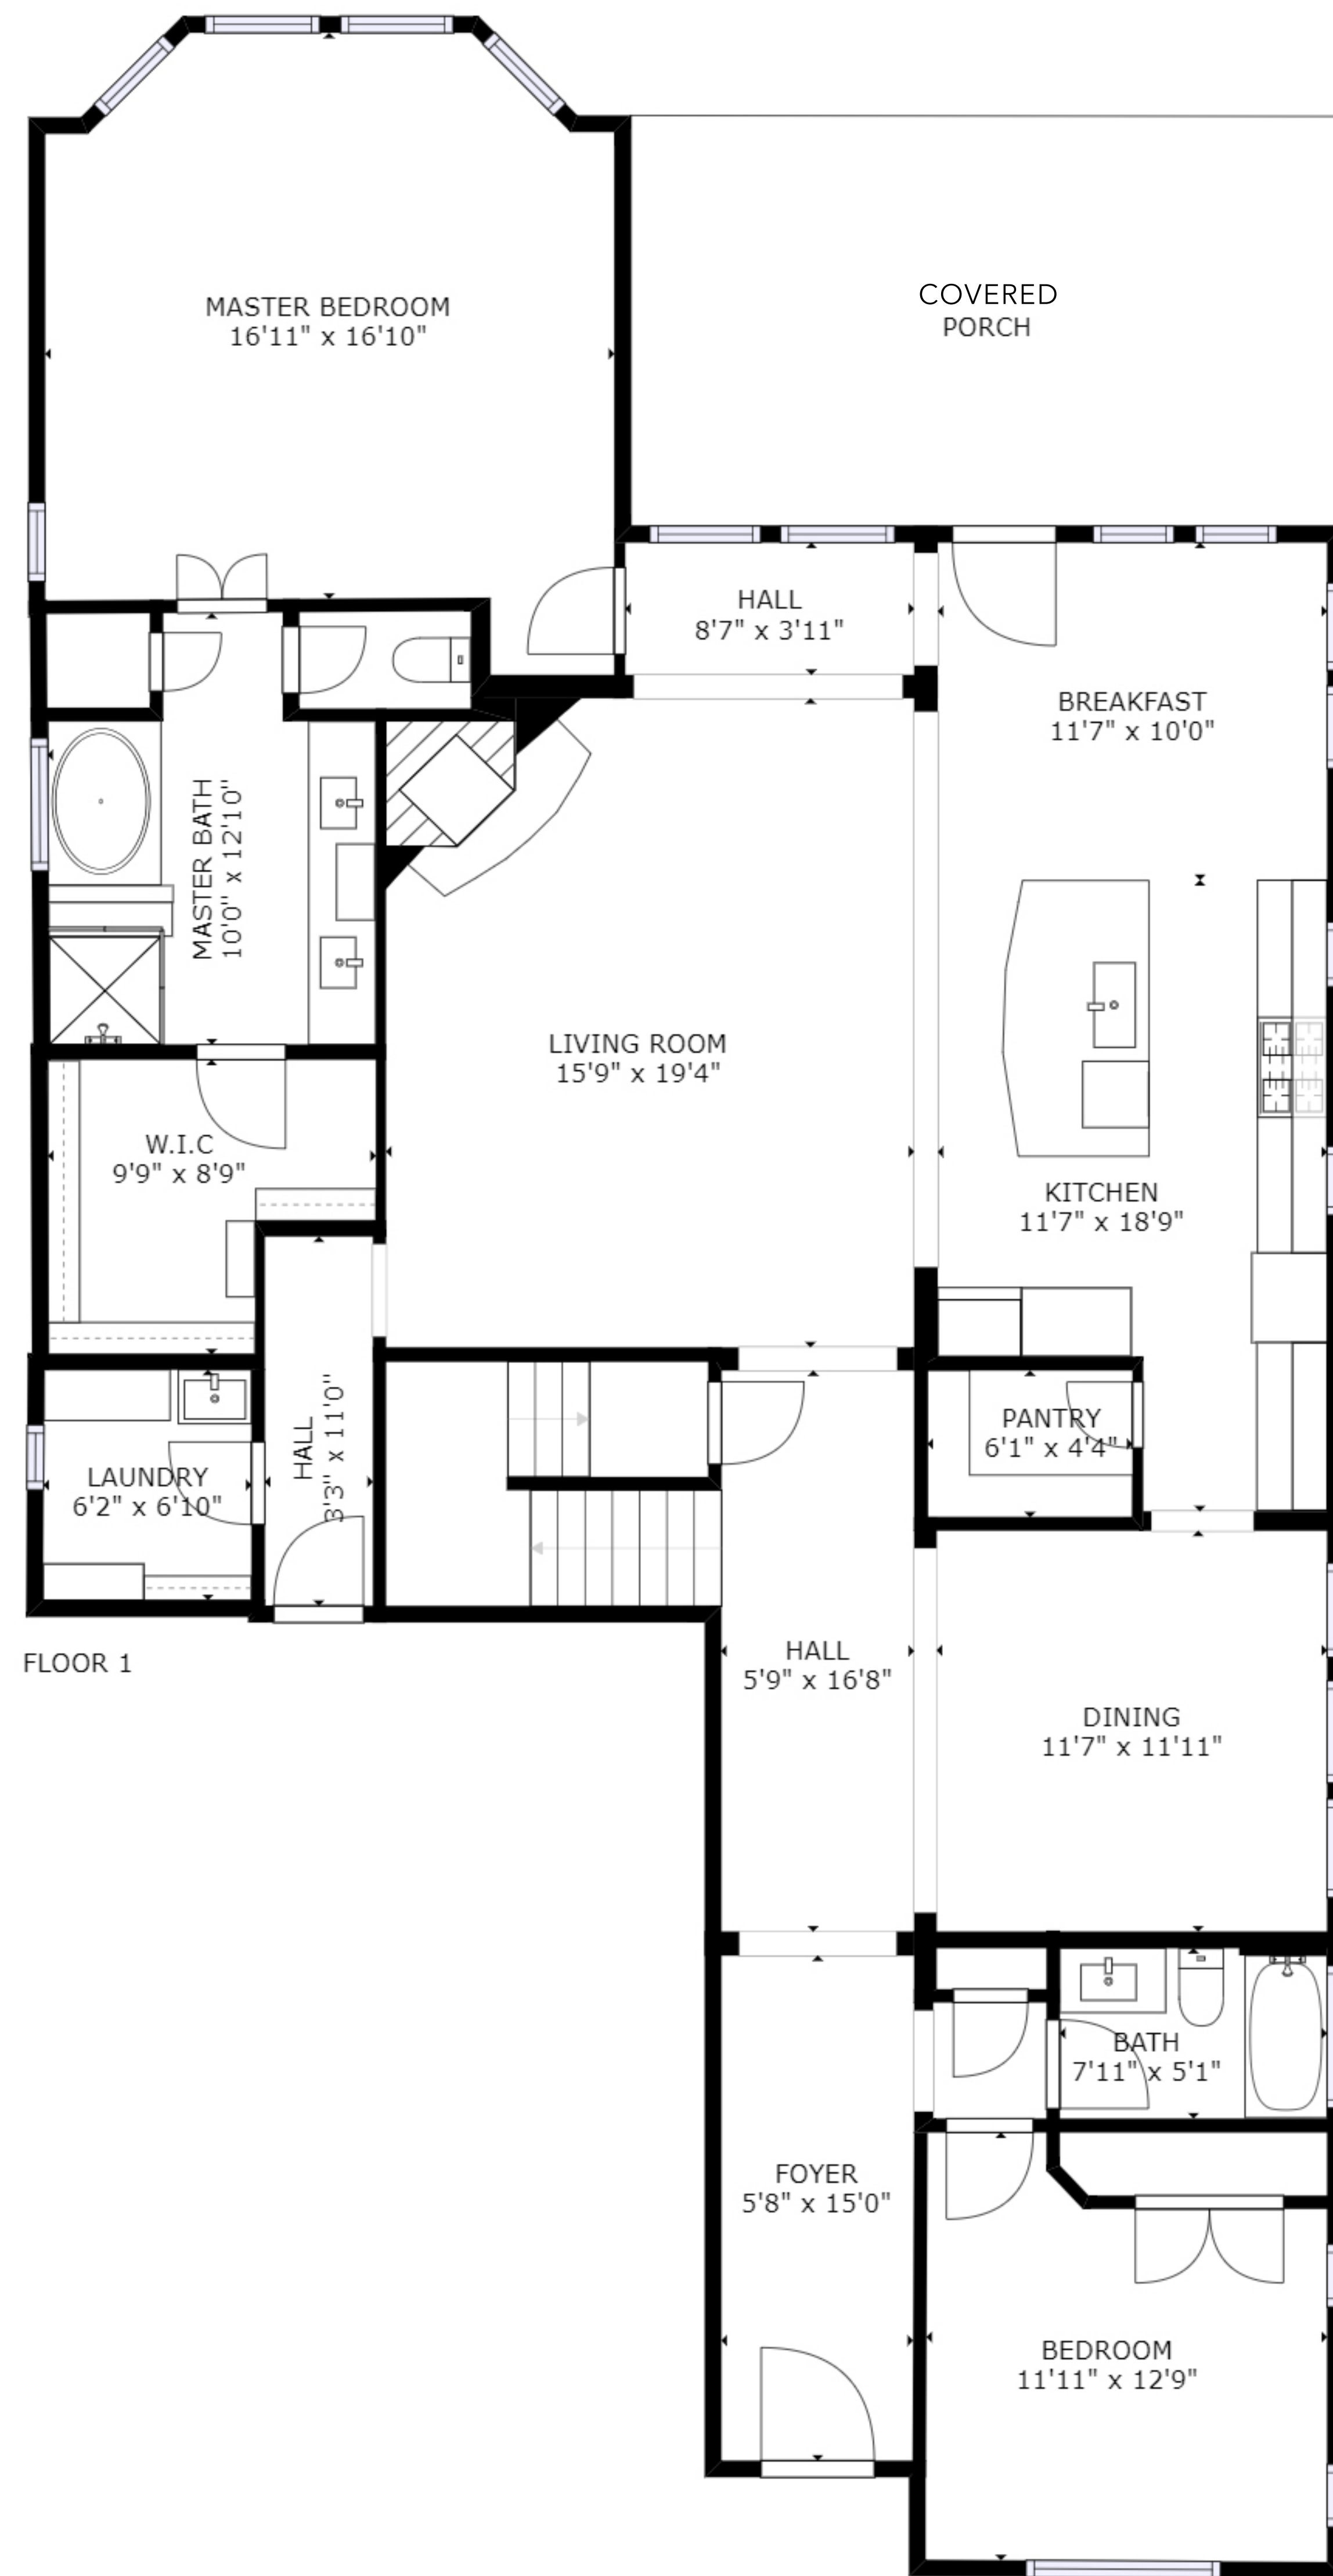 MASTER BEDROOM
16'11" x 16'10"
COVERED
PORCH
HALL
8'7" x 3'11"
BREAKFAST
11'7" x 10'0"
MASTER BATH
10'0" x 12'10"
LIVING ROOM
15'9" x 19'4"
W.I.C
9'9" x 8'9"
KITCHEN
11'7" x 18'9"
HALL
3'3" x 11'0"
PANTRY
6'1" x 4'4"
LAUNDRY
6'2" x 6'10"
FLOOR 1
HALL
5'9" x 16'8"
DINING
11'7" x 11'11"
BATH
7'11" x 5'1"
FOYER
5'8" x 15'0"
BEDROOM
11'11" x 12'9"